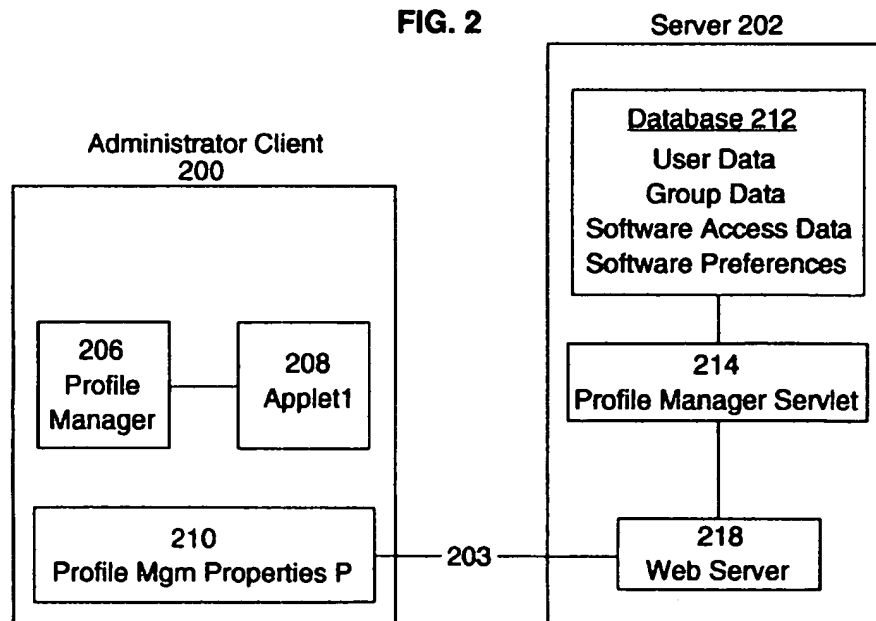 FIG. 2
Server 202
Administrator Client
200
206
Profile
Manager
208
Applet1
210
Profile Mgm Properties P
203
Database 212
User Data
Group Data
Software Access Data
Software Preferences
214
Profile Manager Servlet
218
Web Server